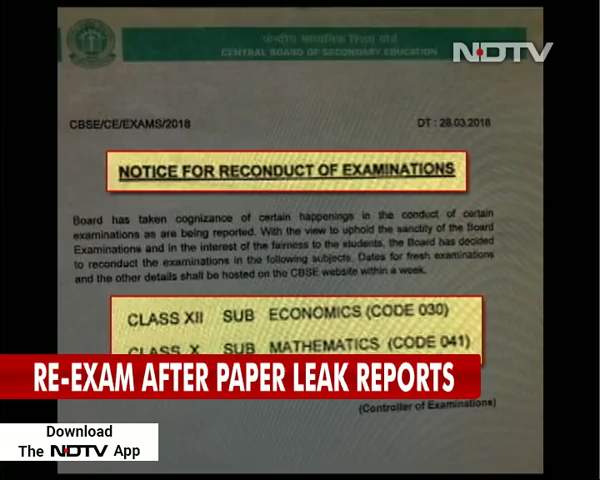 केन्द्रीय माध्यमिक शिक्षा बोर्ड
CENTRAL BOARD OF SECONDARY EDUCATION
NDTV
CBSE/CE/EXAMS/2018 DT : 28.03.2018
NOTICE FOR RECONDUCT OF EXAMINATIONS
Board has taken cognizance of certain happenings in the conduct of certain
examinations as are being reported. With the view to uphold the sanctity of the Board
Examinations and in the interest of the fairness to the students, the Board has decided
to reconduct the examinations in the following subjects. Dates for fresh examinations
and the other details shall be hosted on the CBSE website within a week.
CLASS XII SUB ECONOMICS (CODE 030)
CLASS X SUB MATHEMATICS (CODE 041)
RE-EXAM AFTER PAPER LEAK REPORTS
(Controller of Examinations)
Download
The NDTV App